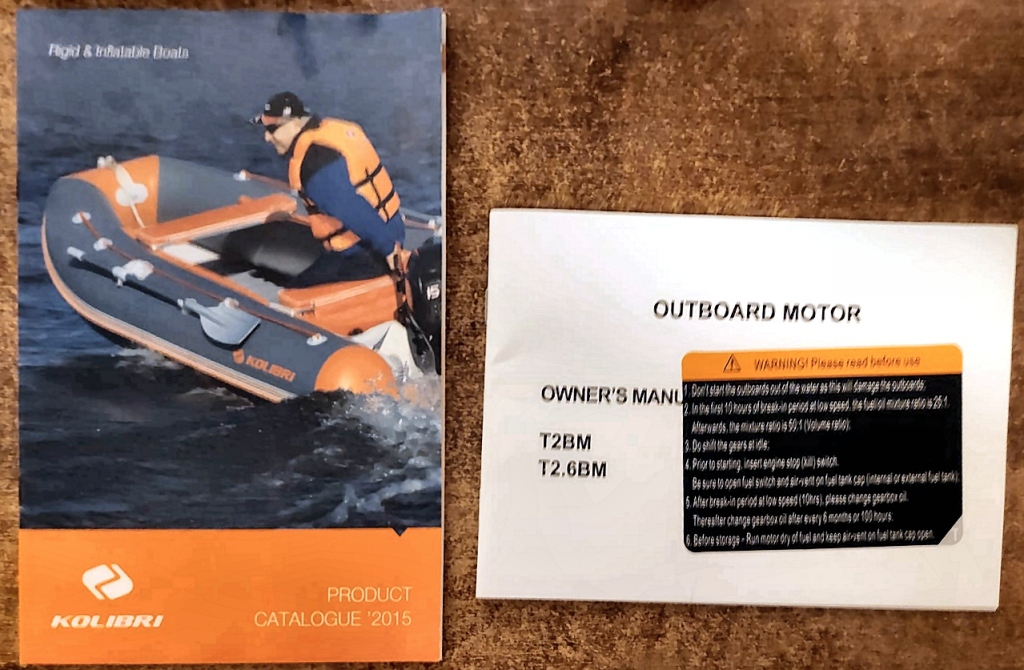 Rigid & Inflatable Boats
15
KOLIBRI
KOLIBRI
PRODUCT
CATALOGUE '2015
OUTBOARD MOTOR
OWNER'S MANU
T2BM
T2.6BM
WARNING! Please read before use
1. Don't start the outboards out of the water as this will damage the outboards;
2. In the first 10 hours of break-in period at low speed, the fuel/oil mixture ratio is 25:1.
Afterwards, the mixture ratio is 50:1 (Volume ratio);
3. Do shift the gears at idle;
4. Prior to starting, insert engine stop (kill) switch.
Be sure to open fuel switch and air-vent on fuel tank cap (internal or external fuel tank);
5. After break-in period at low speed (10hrs), please change gearbox oil.
Thereafter change gearbox oil after every 6 months or 100 hours;
6. Before storage - Run motor dry of fuel and keep air-vent on fuel tank cap open.